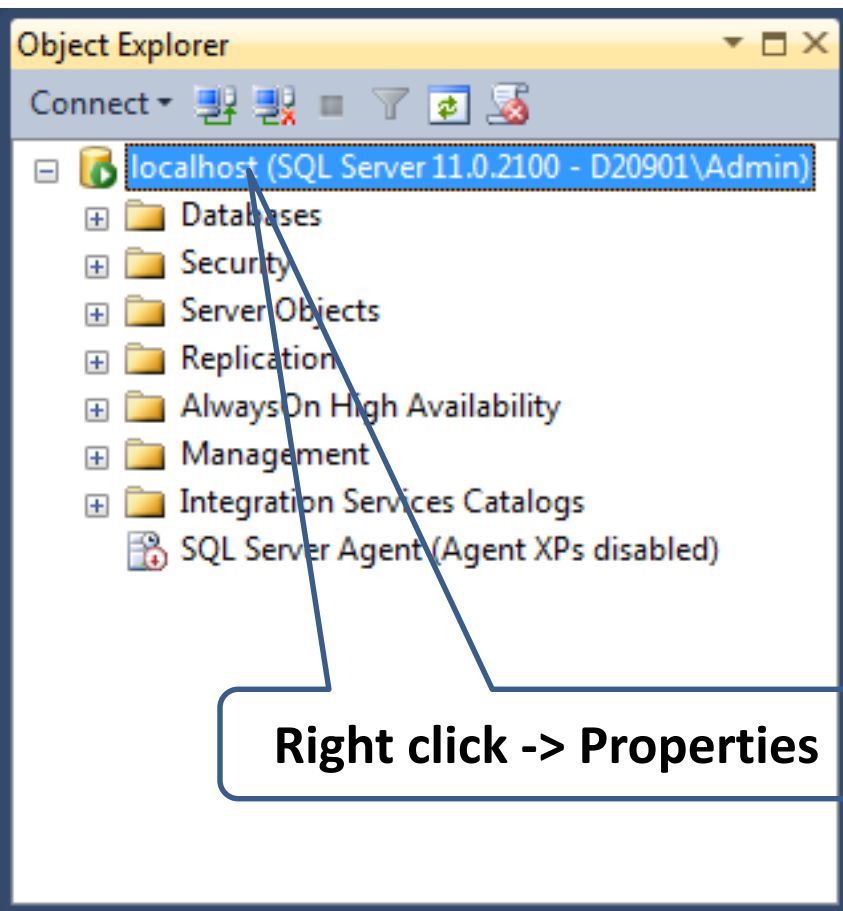 Object Explorer
Connect
localhost (SQL Server 11.0.2100 - D20901\Admin)
Databases
Security
Server Objects
Replication
AlwaysOn High Availability
Management
Integration Services Catalogs
SQL Server Agent (Agent XPs disabled)
Right click -> Properties